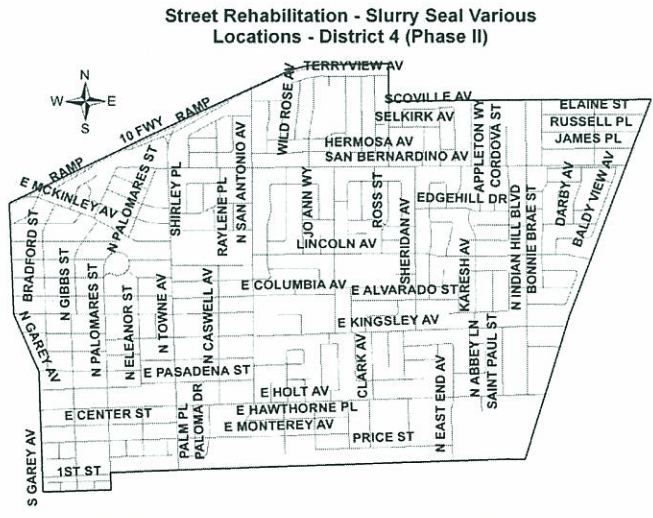 Street Rehabilitation - Slurry Seal Various
Locations - District 4 (Phase II)
N
W E
S
TERRYVIEW AV
SCOVILLE AV
ELAINE ST
SELKIRK AV
RUSSELL PL
JAMES PL
10 FWY RAMP
RAMP
WILD ROSE AV
HERMOSA AV
SAN BERNARDINO AV
APPLETON WY
CORDOVA ST
E MCKINLEY AV
N PALOMARES ST
SHIRLEY PL
RAYLENE PL
N SAN ANTONIO AV
JO ANN WY
ROSS ST
EDGEHILL DR
SHERIDAN AV
N INDIAN HILL BLVD
BONNIE BRAE ST
DARBY AV
BALDY VIEW AV
BRADFORD ST
N GIBBS ST
LINCOLN AV
KARESH AV
N PALOMARES ST
N ELEANOR ST
N TOWNE AV
N CASWELL AV
E COLUMBIA AV
E ALVARADO ST
N GAREY AV
E KINGSLEY AV
N ABBEY LN
SAINT PAUL ST
E PASADENA ST
CLARK AV
N EAST END AV
E HOLT AV
E CENTER ST
PALM PL
PALOMA DR
E HAWTHORNE PL
E MONTEREY AV
PRICE ST
S GAREY AV
1ST ST